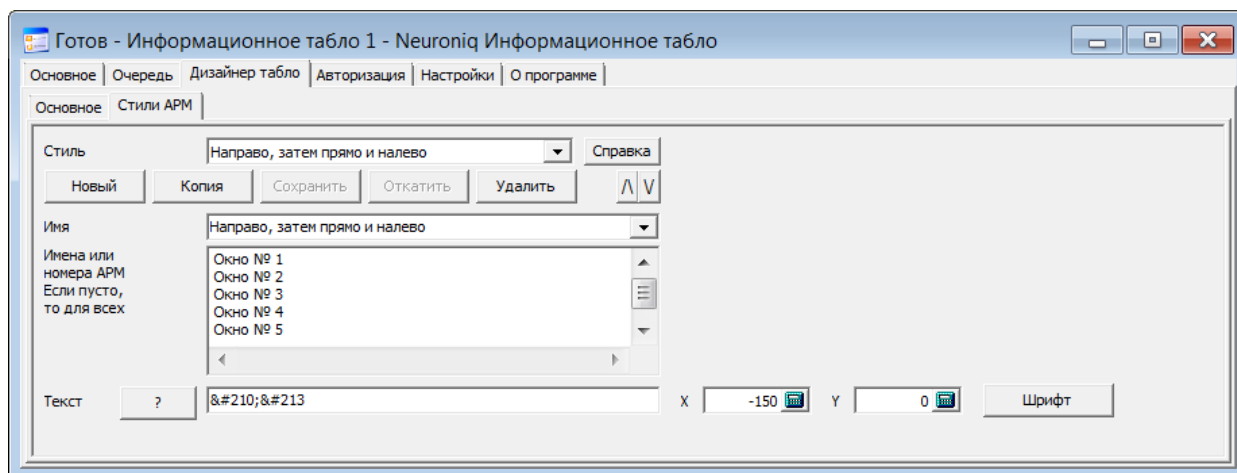 Готов - Информационное табло 1 - Neuroniq Информационное табло
Основное Очередь Дизайнер табло Авторизация Настройки О программе
Основное Стили АРМ
Стиль Направо, затем прямо и налево Справка
Новый Копия Сохранить Откатить Удалить /\ \/
Имя Направо, затем прямо и налево
Имена или
номера АРМ
Если пусто,
то для всех
Окно № 1
Окно № 2
Окно № 3
Окно № 4
Окно № 5
Текст ? &#210;&#213 X -150 Y 0 Шрифт